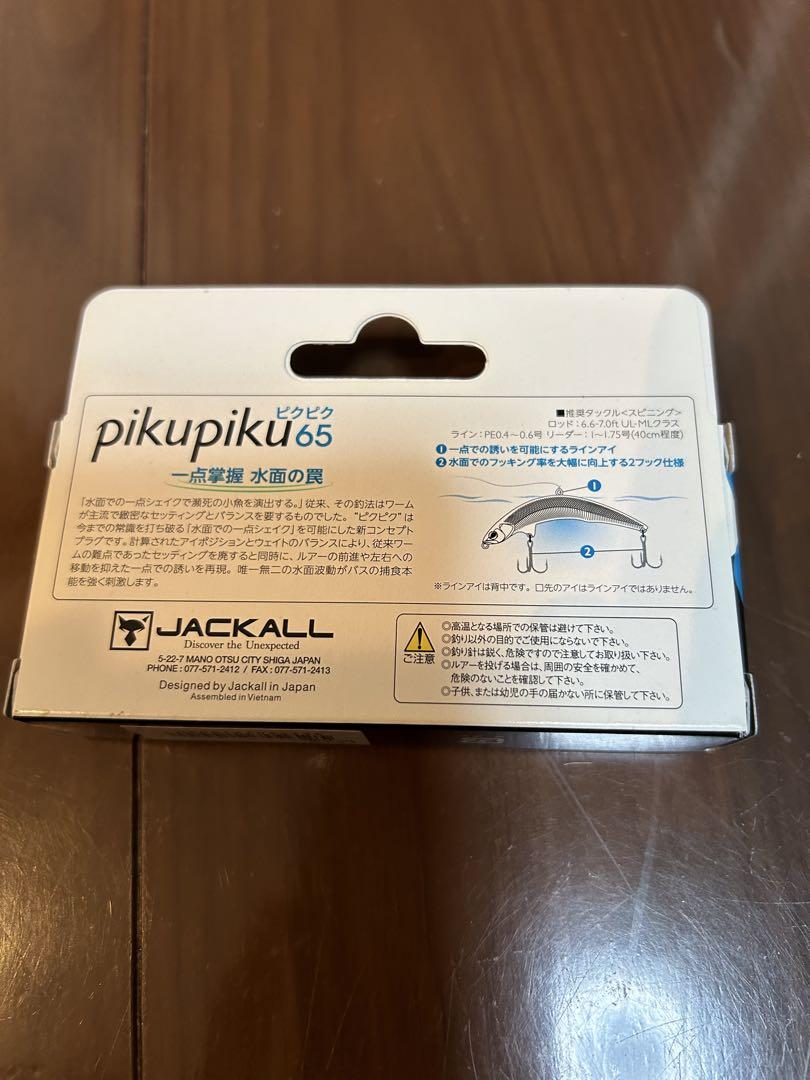 ピクピク
pikupiku65
一点掌握 水面の罠
「水面での一点シェイクで瀕死の小魚を演出する。」従来、その釣法はワーム
が主流で緻密なセッティングとバランスを要するものでした。"ピクピク"は
今までの常識を打ち破る「水面での一点シェイク」を可能にした新コンセプト
プラグです。計算されたアイポジションとウェイトのバランスにより、従来ワー
ムの難点であったセッティングを廃すると同時に、ルアーの前進や左右への
移動を抑えた一点での誘いを再現。唯一無二の水面波動がバスの捕食本
能を強く刺激します。
■推奨タックル<スピニング>
ロッド：6.6-7.0ft UL-MLクラス
ライン：PE0.4～0.6号 リーダー：1～1.75号(40cm程度)
❶一点での誘いを可能にするラインアイ
❷水面でのフッキング率を大幅に向上する2フック仕様
❶
❷
※ラインアイは背中です。口先のアイはラインアイではありません。
JACKALL
Discover the Unexpected
5-22-7 MANO OTSU CITY SHIGA JAPAN
PHONE : 077-571-2412 / FAX : 077-571-2413
Designed by Jackall in Japan
Assembled in Vietnam
ご注意
◎高温となる場所での保管は避けて下さい。
◎釣り以外の目的でご使用にならないで下さい。
◎釣り針は鋭く、危険ですので注意してお取り扱い下さい。
◎ルアーを投げる場合は、周囲の安全を確かめて、
危険のないことを確認して下さい。
◎子供、または幼児の手の届かない所に保管して下さい。